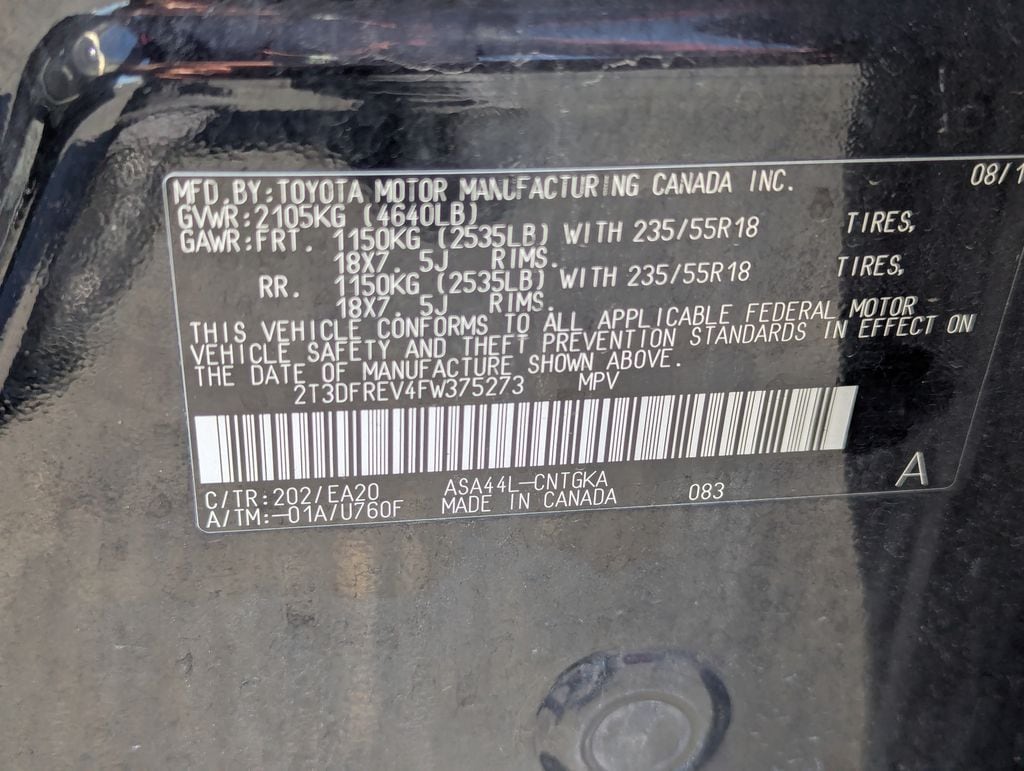 MFD. BY: TOYOTA MOTOR MANUFACTURING CANADA INC. 08/1
GVWR: 2105KG (4640LB)
GAWR: FRT. 1150KG (2535LB) WITH 235/55R18 TIRES,
18X7. 5J RIMS.
RR. 1150KG (2535LB) WITH 235/55R18 TIRES,
18X7. 5J RIMS.
THIS VEHICLE CONFORMS TO ALL APPLICABLE FEDERAL MOTOR
VEHICLE SAFETY AND THEFT PREVENTION STANDARDS IN EFFECT ON
THE DATE OF MANUFACTURE SHOWN ABOVE.
2T3DFREV4FW375273 MPV
C/TR: 202/EA20 ASA44L-CNTGKA 083 A
A/TM: -01A/U760F MADE IN CANADA